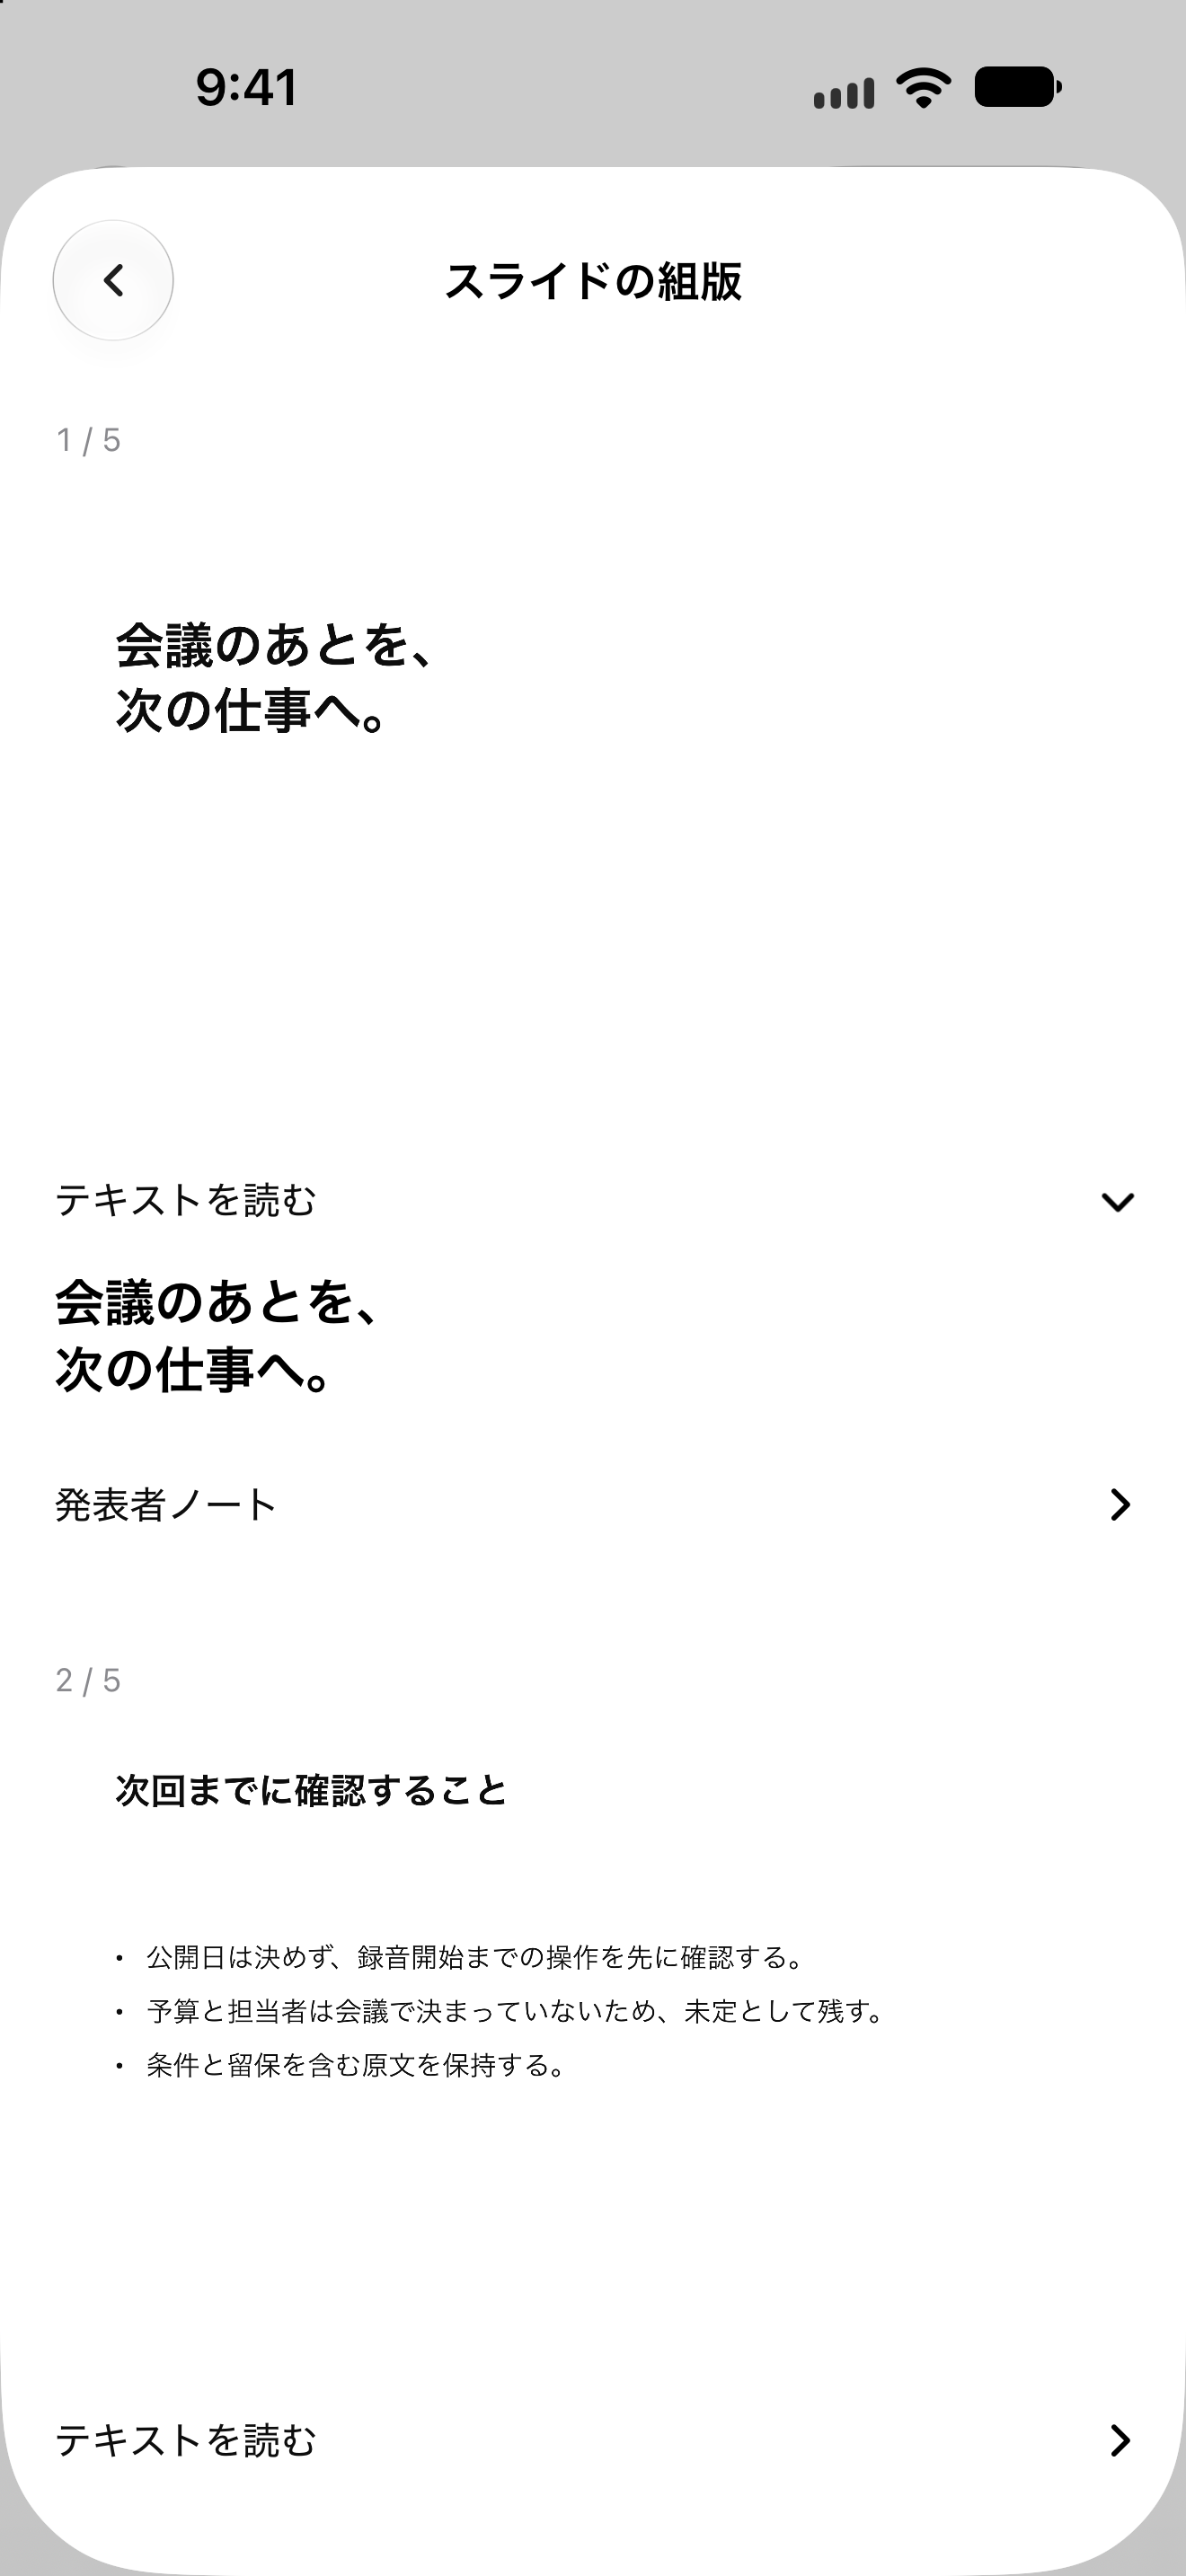 9:41
スライドの組版
1 / 5
会議のあとを、
次の仕事へ。
テキストを読む
会議のあとを、
次の仕事へ。
発表者ノート
2 / 5
次回までに確認すること
・ 公開日は決めず、録音開始までの操作を先に確認する。
・ 予算と担当者は会議で決まっていないため、未定として残す。
・ 条件と留保を含む原文を保持する。
テキストを読む